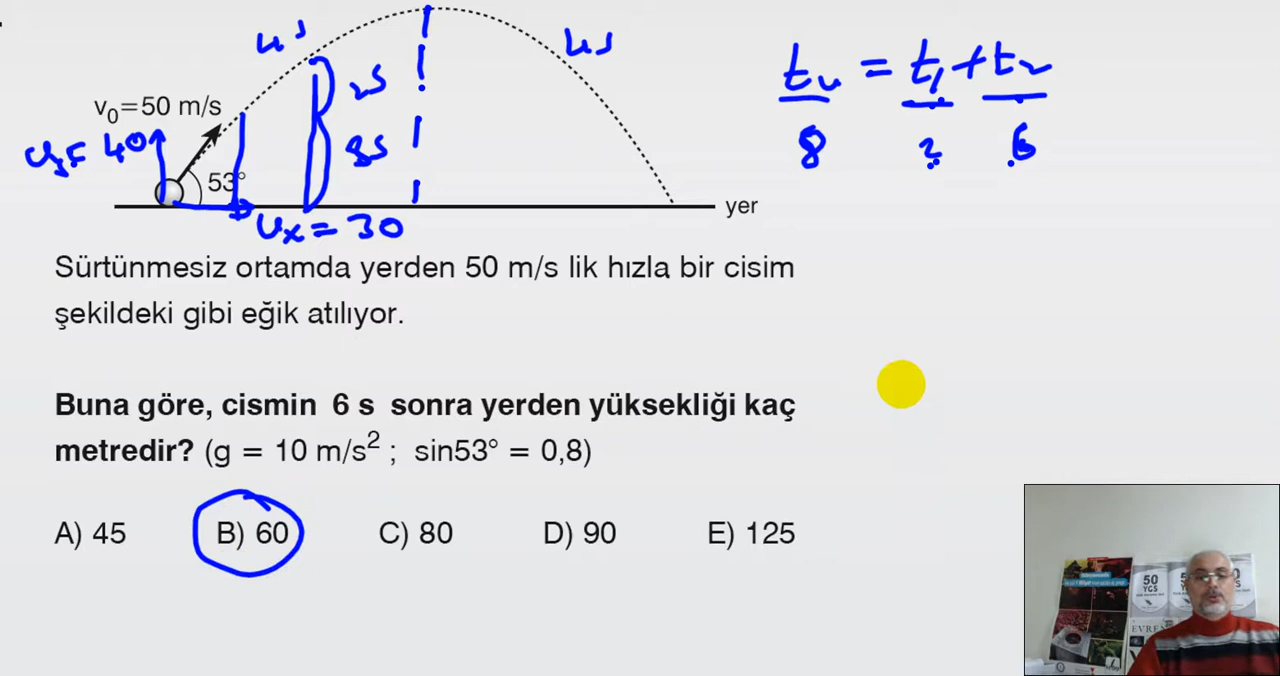 4s
4s
2s
v₀=50 m/s
40
53°
Vx = 30
yer
tu = t1 + t2
8 ? 6
Sürtünmesiz ortamda yerden 50 m/s lik hızla bir cisim
şekildeki gibi eğik atılıyor.
Buna göre, cismin 6 s sonra yerden yüksekliği kaç
metredir? (g = 10 m/s² ; sin53° = 0,8)
A) 45 B) 60 C) 80 D) 90 E) 125
50
YGS
EVREN